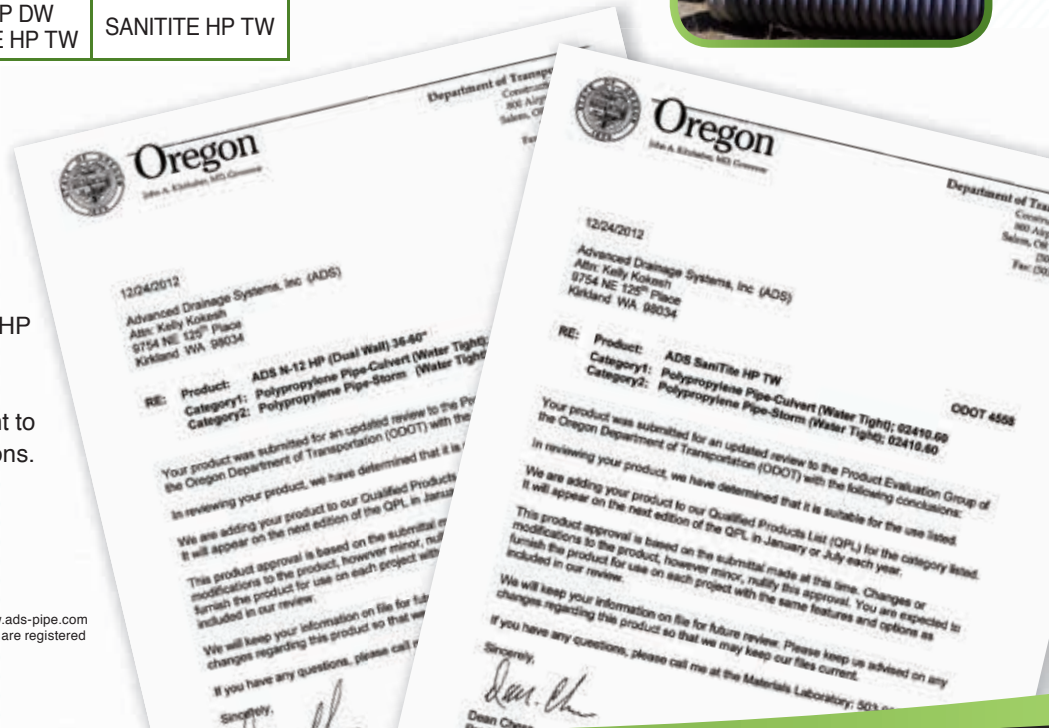 P DW
HP TW
SANITITE HP TW
HP
t to
ons.
w.ads-pipe.com
are registered
Oregon
John A. Kitzhaber, MD, Governor
Department of Transpo
12/24/2012
Advanced Drainage Systems, Inc (ADS)
Attn: Kelly Kokesh
9754 NE 125th Place
Kirkland WA 98034
RE: Product: ADS N-12 HP (Dual Wall) 36-60"
Category1: Polypropylene Pipe-Culvert (Water Tight);
Category2: Polypropylene Pipe-Storm (Water Tight
Your product was submitted for an updated review to the Pr
the Oregon Department of Transportation (ODOT) with the
In reviewing your product, we have determined that it is
We are adding your product to our Qualified Products
It will appear on the next edition of the QPL in Janua
This product approval is based on the submittal
modifications to the product, however minor, nul
furnish the product for use on each project with
included in our review.
We will keep your information on file for fut
changes regarding this product so that we
If you have any questions, please call
Sincerely,
Oregon
John A. Kitzhaber, MD, Governor
Department of Tran
Salem, OR
12/24/2012
Advanced Drainage Systems, Inc (ADS)
Attn: Kelly Kokesh
9754 NE 125th Place
Kirkland WA 98034
RE: Product: ADS SaniTite HP TW
Category1: Polypropylene Pipe-Culvert (Water Tight); 02410.60
Category2: Polypropylene Pipe-Storm (Water Tight); 02410.60
ODOT 4558
Your product was submitted for an updated review to the Product Evaluation Group of
the Oregon Department of Transportation (ODOT) with the following conclusions:
In reviewing your product, we have determined that it is suitable for the use listed.
We are adding your product to our Qualified Products List (QPL) for the category listed.
It will appear on the next edition of the QPL in January or July each year.
This product approval is based on the submittal made at this time. Changes or
modifications to the product, however minor, nullify this approval. You are expected to
furnish the product for use on each project with the same features and options as
included in our review.
We will keep your information on file for future review. Please keep us advised on any
changes regarding this product so that we may keep our files current.
If you have any questions, please call me at the Materials Laboratory; 503
Sincerely,
Dean